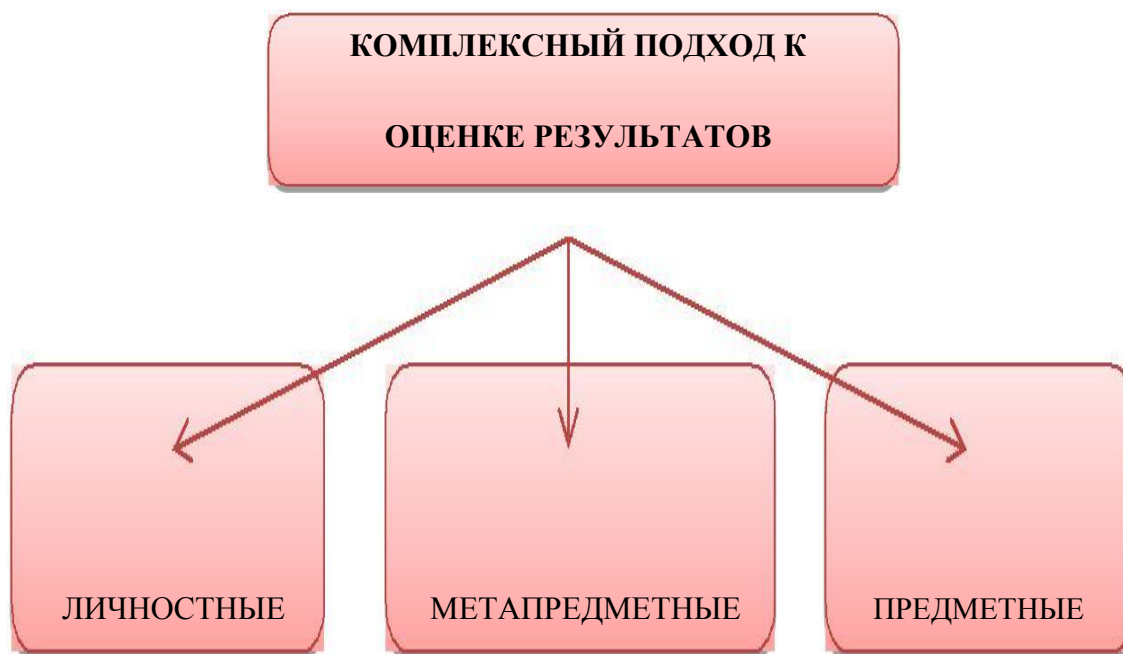 КОМПЛЕКСНЫЙ ПОДХОД К
ОЦЕНКЕ РЕЗУЛЬТАТОВ
ЛИЧНОСТНЫЕ
МЕТАПРЕДМЕТНЫЕ
ПРЕДМЕТНЫЕ